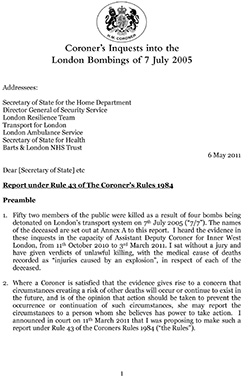 Coroner's Inquests into the
London Bombings of 7 July 2005
Addressees:
Secretary of State for the Home Department
Director General of Security Service
London Resilience Team
Transport for London
London Ambulance Service
Secretary of State for Health
Barts & London NHS Trust
6 May 2011
Dear [Secretary of State] etc
Report under Rule 43 of The Coroner's Rules 1984
Preamble
1. Fifty two members of the public were killed as a result of four bombs being
detonated on London's transport system on 7th July 2005 ("7/7"). The names
of the deceased are set out at Annex A to this report. I heard the evidence in
these inquests in the capacity of Assistant Deputy Coroner for Inner West
London, from 11th October 2010 to 3rd March 2011. I sat without a jury and
have given verdicts of unlawful killing, with the medical cause of deaths
recorded as "injuries caused by an explosion", in respect of each of the
deceased.
2. Where a Coroner is satisfied that the evidence gives rise to a concern that
circumstances creating a risk of other deaths will occur or continue to exist in
the future, and is of the opinion that action should be taken to prevent the
occurrence or continuation of such circumstances, she may report the
circumstances to a person whom she believes has power to take action. I
announced in court on 11th March 2011 that I was proposing to make such a
report under Rule 43 of the Coroners Rules 1984 ("the Rules").
1